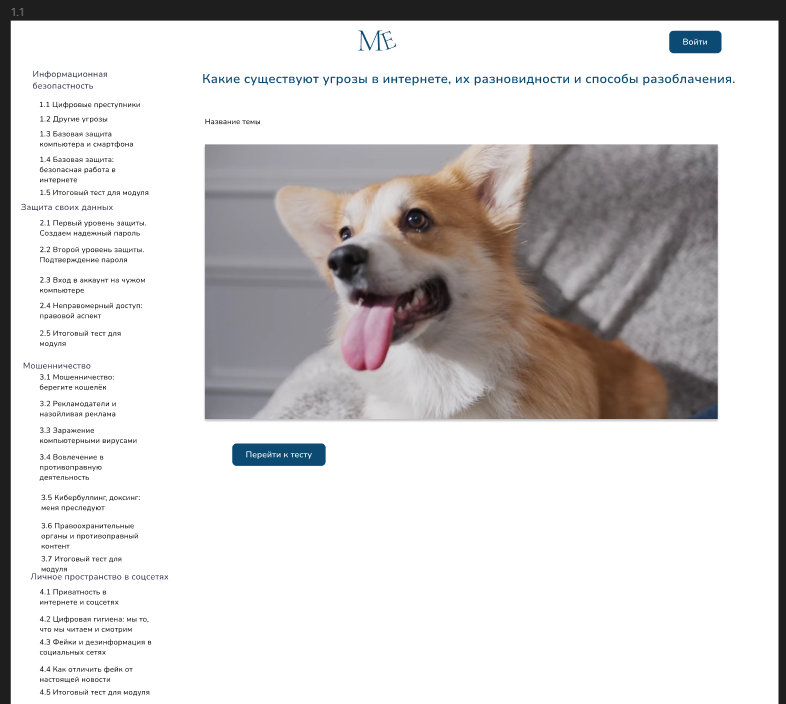 1.1
ME
Войти
Какие существуют угрозы в интернете, их разновидности и способы разоблачения.
Название темы
Перейти к тесту
Информационная
безопастность
1.1 Цифровые преступники
1.2 Другие угрозы
1.3 Базовая защита
компьютера и смартфона
1.4 Базовая защита:
безопасная работа в
интернете
1.5 Итоговый тест для модуля
Защита своих данных
2.1 Первый уровень защиты.
Создаем надежный пароль
2.2 Второй уровень защиты.
Подтверждение пароля
2.3 Вход в аккаунт на чужом
компьютере
2.4 Неправомерный доступ:
правовой аспект
2.5 Итоговый тест для
модуля
Мошенничество
3.1 Мошенничество:
берегите кошелёк
3.2 Рекламодатели и
назойливая реклама
3.3 Заражение
компьютерными вирусами
3.4 Вовлечение в
противоправную
деятельность
3.5 Кибербуллинг, доксинг:
меня преследуют
3.6 Правоохранительные
органы и противоправный
контент
3.7 Итоговый тест для
модуля
Личное пространство в соцсетях
4.1 Приватность в
интернете и соцсетях
4.2 Цифровая гигиена: мы то,
что мы читаем и смотрим
4.3 Фейки и дезинформация в
социальных сетях
4.4 Как отличить фейк от
настоящей новости
4.5 Итоговый тест для модуля